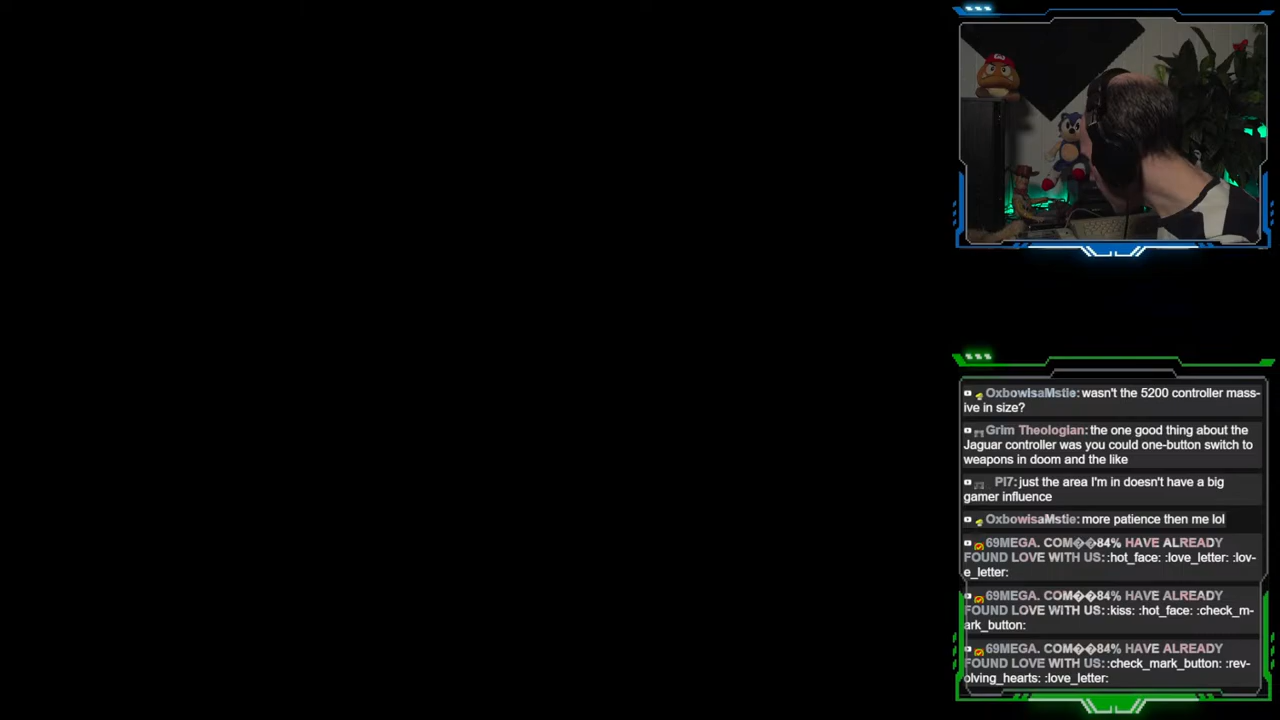 OxbowisaMstie: wasn't the 5200 controller mass-
ive in size?
Grim Theologian: the one good thing about the
Jaguar controller was you could one-button switch to
weapons in doom and the like
PI7: just the area I'm in doesn't have a big
gamer influence
OxbowisaMstie: more patience then me lol
69MEGA. COM��84% HAVE ALREADY
FOUND LOVE WITH US: :hot_face: :love_letter: :lov-
e_letter:
69MEGA. COM��84% HAVE ALREADY
FOUND LOVE WITH US: :kiss: :hot_face: :check_m-
ark_button:
69MEGA. COM��84% HAVE ALREADY
FOUND LOVE WITH US: :check_mark_button: :rev-
olving_hearts: :love_letter: